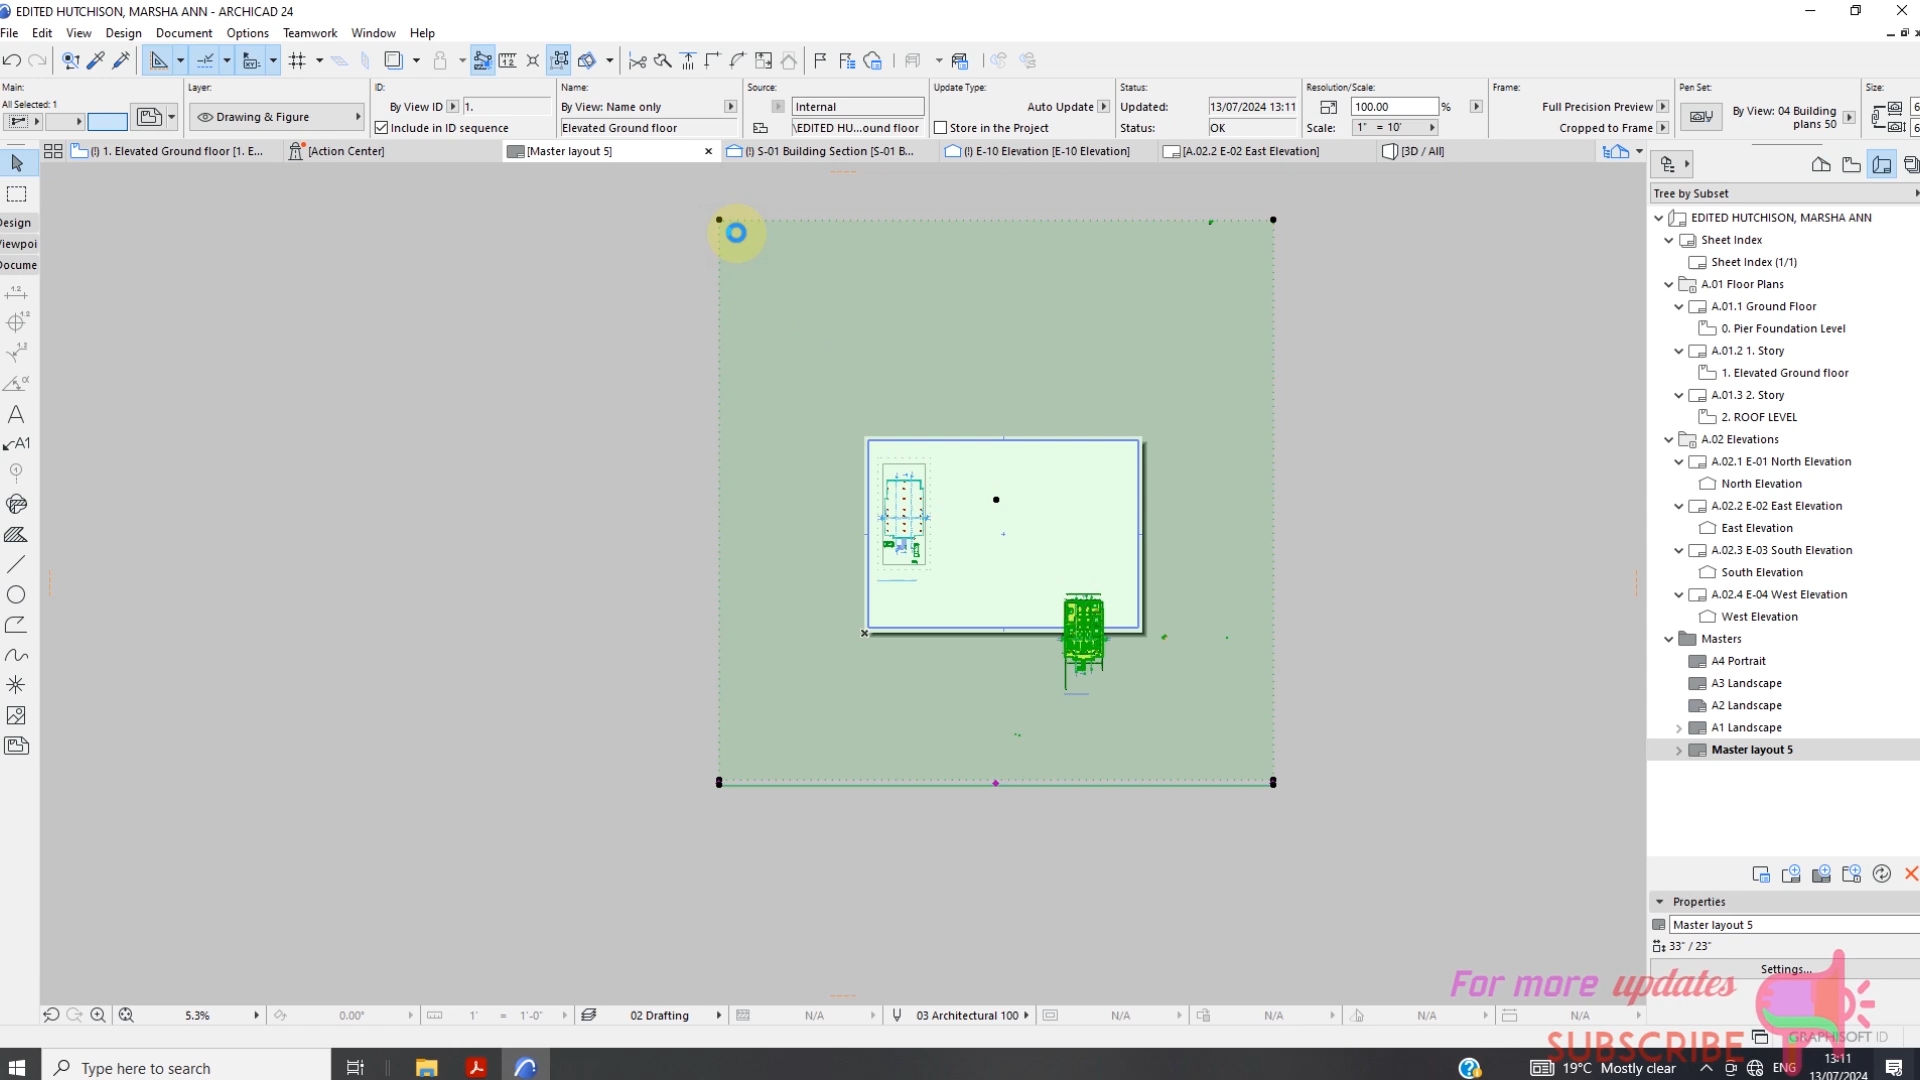 EDITED HUTCHISON, MARSHA ANN - ARCHICAD 24
File Edit View Design Document Options Teamwork Window Help
Main: Layer: ID: Name: Source: Update Type: Status: Resolution/Scale: Frame: Pen Set: Size:
All Selected: 1
Drawing & Figure By View ID 1. By View: Name only Internal Auto Update Updated: 13/07/2024 13:11 100.00 % Full Precision Preview By View: 04 Building plans 50
Include in ID sequence Elevated Ground floor \EDITED HU...ound floor Store in the Project Status: OK Scale: 1" = 10' Cropped to Frame
(!) 1. Elevated Ground floor [1. E... [Action Center] [Master layout 5] (!) S-01 Building Section [S-01 B... (!) E-10 Elevation [E-10 Elevation] [A.02.2 E-02 East Elevation] [3D / All]
Design
Viewpoi
Docume
Tree by Subset
EDITED HUTCHISON, MARSHA ANN
Sheet Index
Sheet Index (1/1)
A.01 Floor Plans
A.01.1 Ground Floor
0. Pier Foundation Level
A.01.2 1. Story
1. Elevated Ground floor
A.01.3 2. Story
2. ROOF LEVEL
A.02 Elevations
A.02.1 E-01 North Elevation
North Elevation
A.02.2 E-02 East Elevation
East Elevation
A.02.3 E-03 South Elevation
South Elevation
A.02.4 E-04 West Elevation
West Elevation
Masters
A4 Portrait
A3 Landscape
A2 Landscape
A1 Landscape
Master layout 5
Properties
Master layout 5
33" / 23"
Settings...
For more updates
SUBSCRIBE
GRAPHISOFT ID
5.3% 0.00° 1' = 1'-0" 02 Drafting N/A 03 Architectural 100 N/A N/A N/A N/A
Type here to search 19°C Mostly clear ENG 13:11
13/07/2024